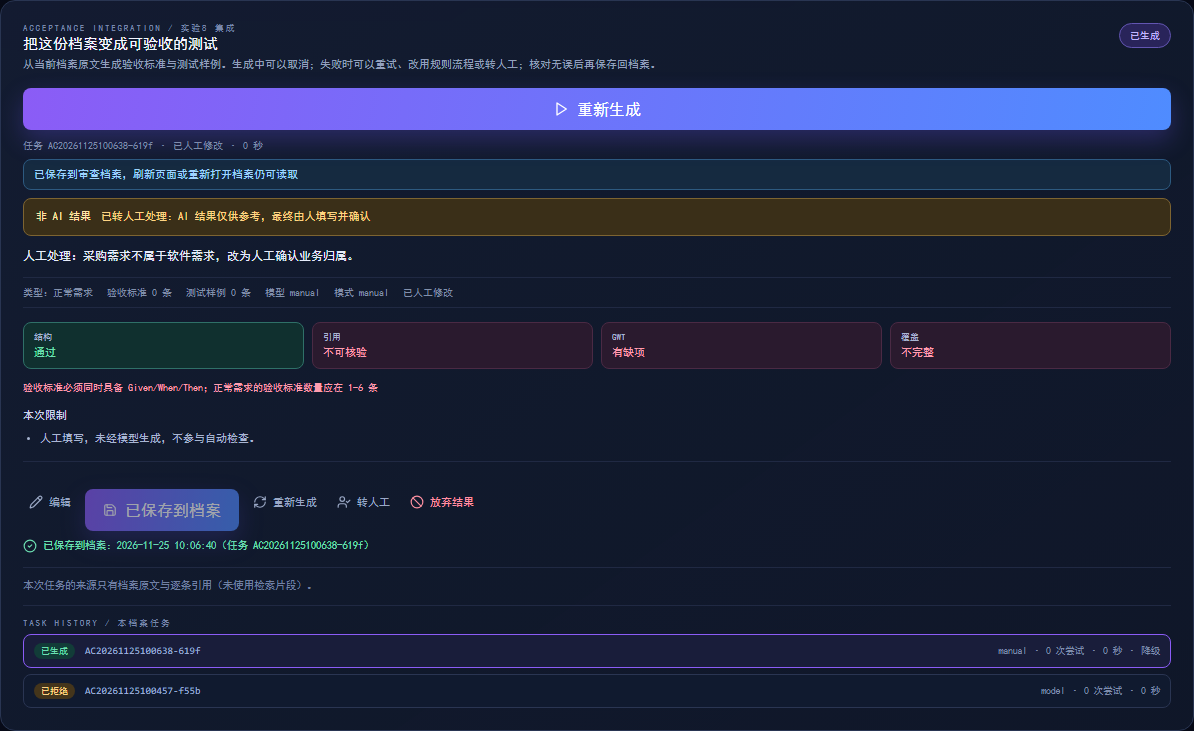 ACCEPTANCE INTEGRATION / 实验8 集成
把这份档案变成可验收的测试
已生成
从当前档案原文生成验收标准与测试样例。生成中可以取消；失败时可以重试、改用规则流程或转人工；核对无误后再保存回档案。
重新生成
任务 AC20261125100638-619f · 已人工修改 · 0 秒
已保存到审查档案，刷新页面或重新打开档案仍可读取
非 AI 结果 已转人工处理：AI 结果仅供参考，最终由人填写并确认
人工处理：采购需求不属于软件需求，改为人工确认业务归属。
类型：正常需求 验收标准 0 条 测试样例 0 条 模型 manual 模式 manual 已人工修改
结构 引用 GWT 覆盖
通过 不可核验 有缺项 不完整
验收标准必须同时具备 Given/When/Then；正常需求的验收标准数量应在 1-6 条
本次限制
• 人工填写，未经模型生成，不参与自动检查。
编辑 已保存到档案 重新生成 转人工 放弃结果
已保存到档案：2026-11-25 10:06:40（任务 AC20261125100638-619f）
本次任务的来源只有档案原文与逐条引用（未使用检索片段）。
TASK HISTORY / 本档案任务
已生成 AC20261125100638-619f manual · 0 次尝试 · 0 秒 · 降级
已拒绝 AC20261125100457-f55b model · 0 次尝试 · 0 秒